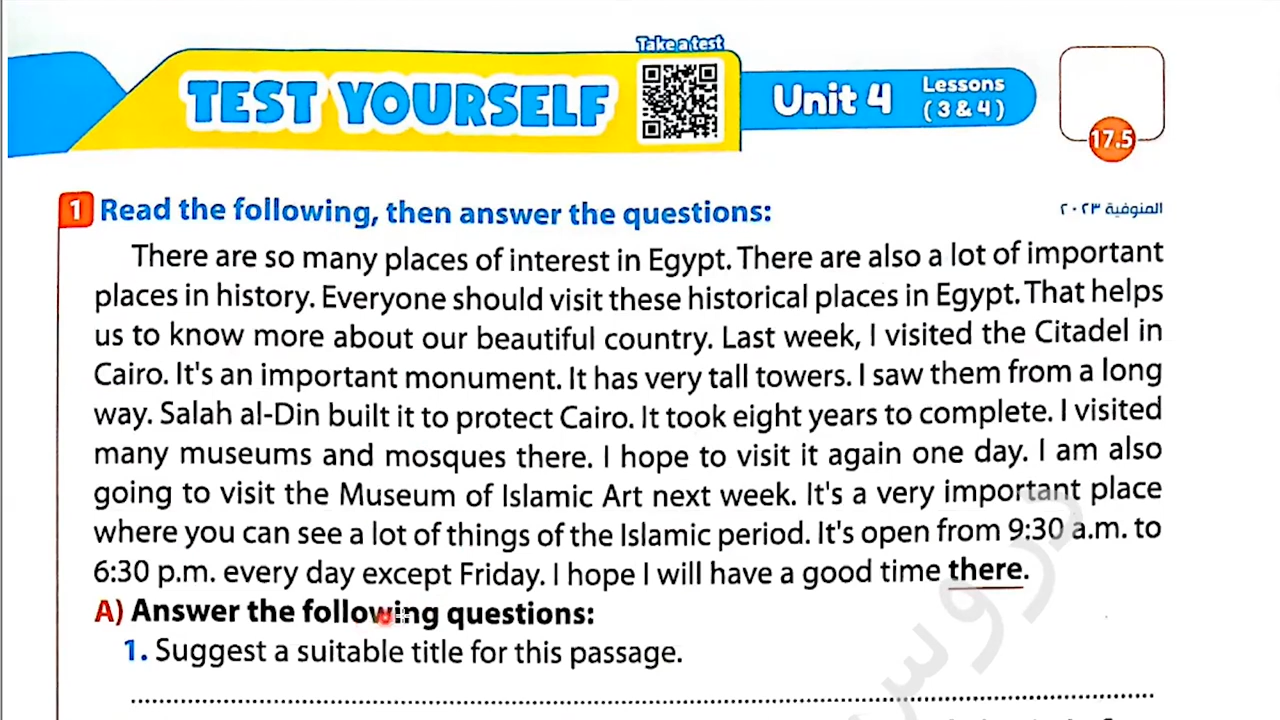 Take a test
TEST YOURSELF
Unit 4
Lessons
(3 & 4)
17.5
1 Read the following, then answer the questions:
المنوفية ٢٠٢٣
There are so many places of interest in Egypt. There are also a lot of important
places in history. Everyone should visit these historical places in Egypt. That helps
us to know more about our beautiful country. Last week, I visited the Citadel in
Cairo. It's an important monument. It has very tall towers. I saw them from a long
way. Salah al-Din built it to protect Cairo. It took eight years to complete. I visited
many museums and mosques there. I hope to visit it again one day. I am also
going to visit the Museum of Islamic Art next week. It's a very important place
where you can see a lot of things of the Islamic period. It's open from 9:30 a.m. to
6:30 p.m. every day except Friday. I hope I will have a good time there.
A) Answer the following questions:
1. Suggest a suitable title for this passage.
دروس